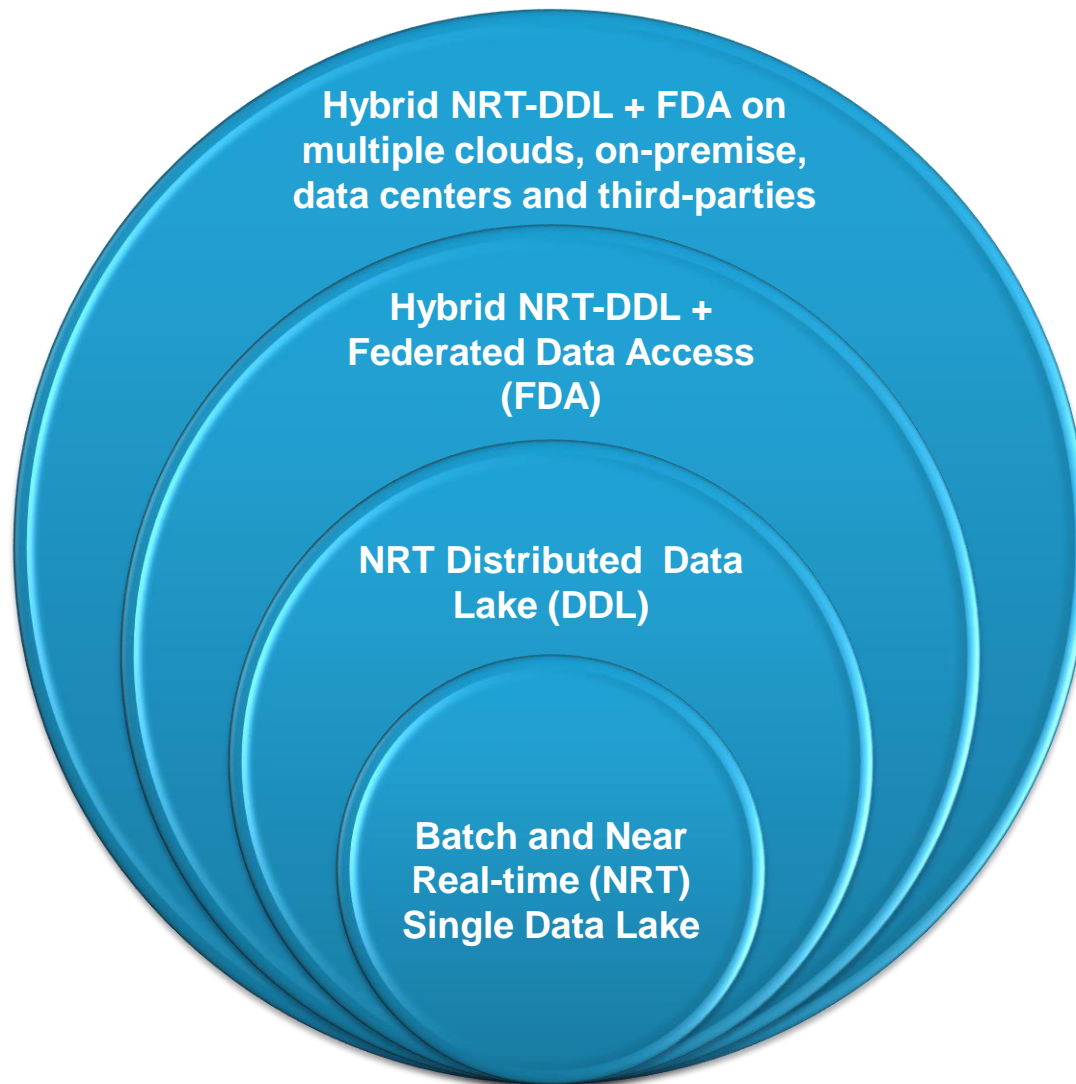 Hybrid NRT-DDL + FDA on
multiple clouds, on-premise,
data centers and third-parties
Hybrid NRT-DDL +
Federated Data Access
(FDA)
NRT Distributed  Data
Lake (DDL)
Batch and Near
Real-time (NRT)
Single Data Lake